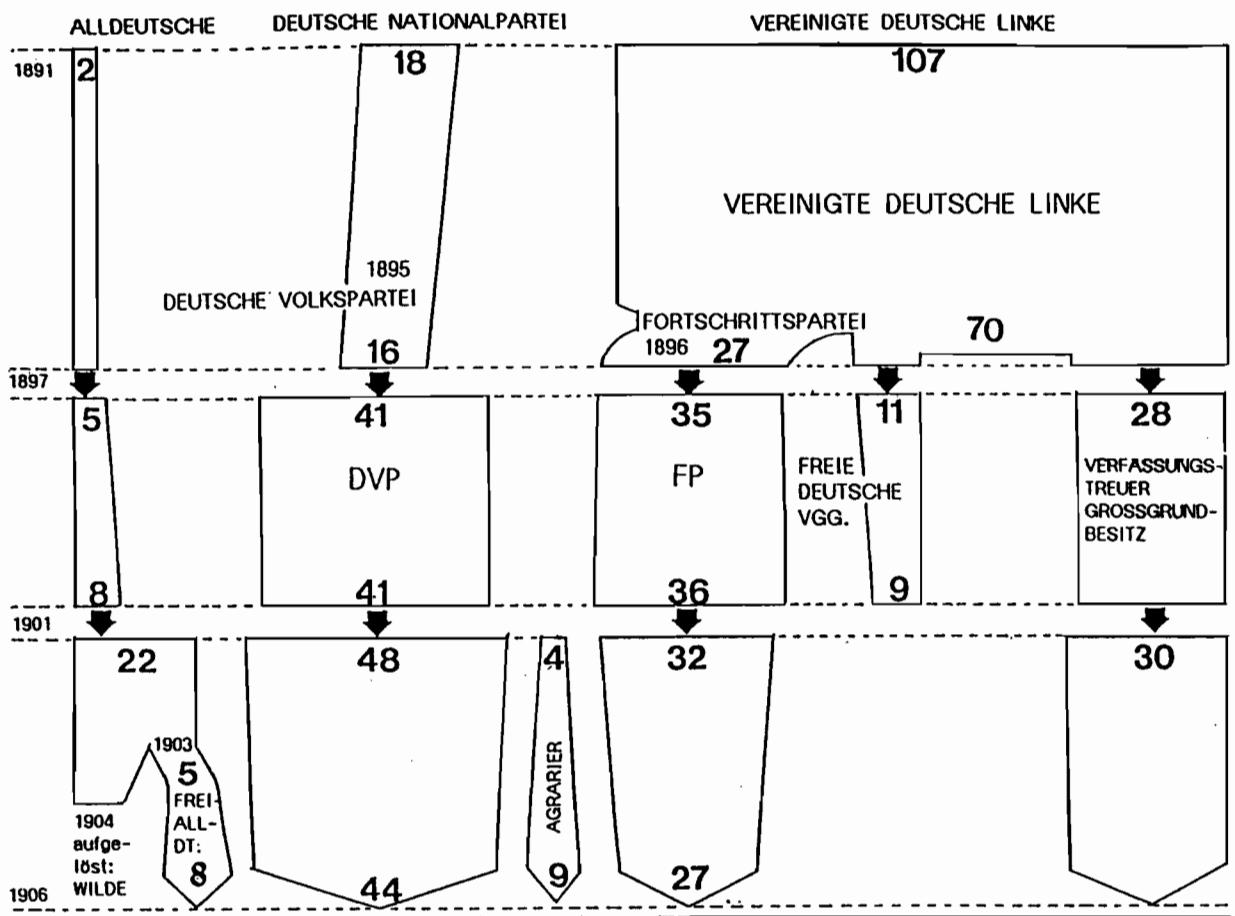 ALLDEUTSCHE DEUTSCHE NATIONALPARTEI VEREINIGTE DEUTSCHE LINKE
1891 2 18 107
VEREINIGTE DEUTSCHE LINKE
1895
DEUTSCHE VOLKSPARTEI
16
FORTSCHRITTSPARTEI
1896 27
70
1897
5 41 35 11 28
DVP
FP
FREIE
DEUTSCHE
VGG.
VERFASSUNGS-
TREUER
GROSSGRUND-
BESITZ
8 41 36 9
1901
22 48 4 32 30
1903
5
FREI-
ALL-
DT:
8
1904
aufge-
löst:
WILDE
AGRARIER
44 9 27
1906